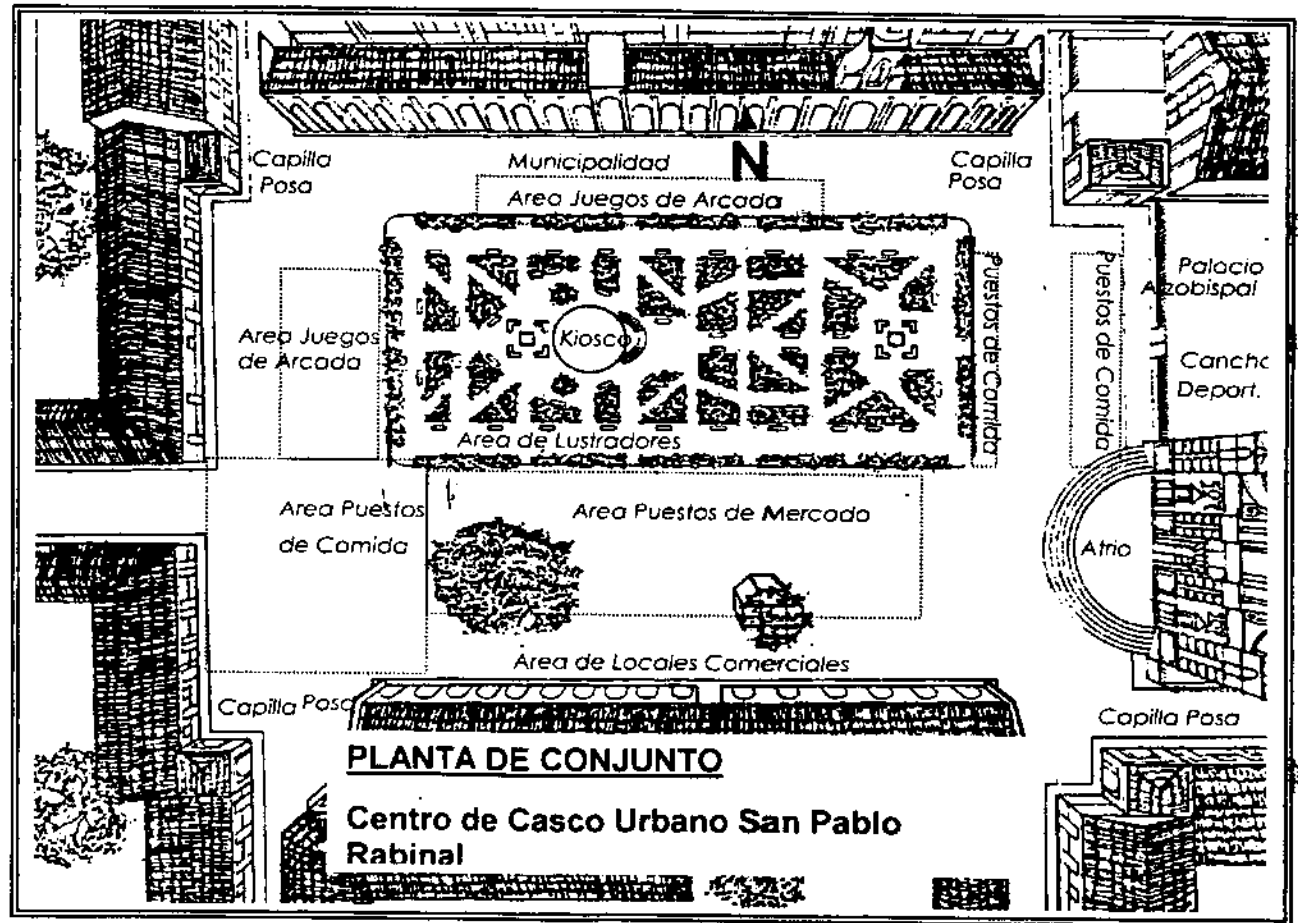 Capilla
Posa
Municipalidad
N
Capilla
Posa
Area Juegos de Arcada
Area Juegos
de Arcada
Kiosco
Puestos de Comida
Puestos de Comida
Palacio
Azobispal
Cancha
Deport.
Area de Lustradores
Area Puestos
de Comida
Area Puestos de Mercado
Atrio
Area de Locales Comerciales
Capilla Posa
Capilla Posa
PLANTA DE CONJUNTO
Centro de Casco Urbano San Pablo
Rabinal